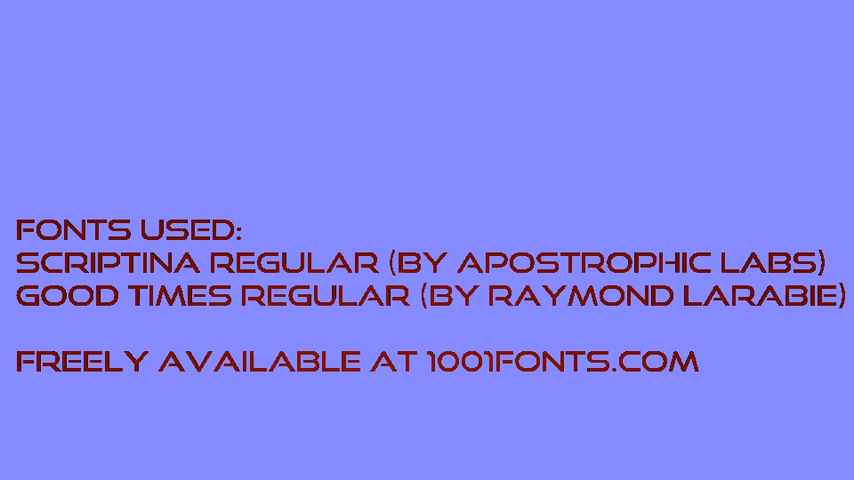 FONTS USED:
SCRIPTINA REGULAR (BY APOSTROPHIC LABS)
GOOD TIMES REGULAR (BY RAYMOND LARABIE)
FREELY AVAILABLE AT 1001FONTS.COM